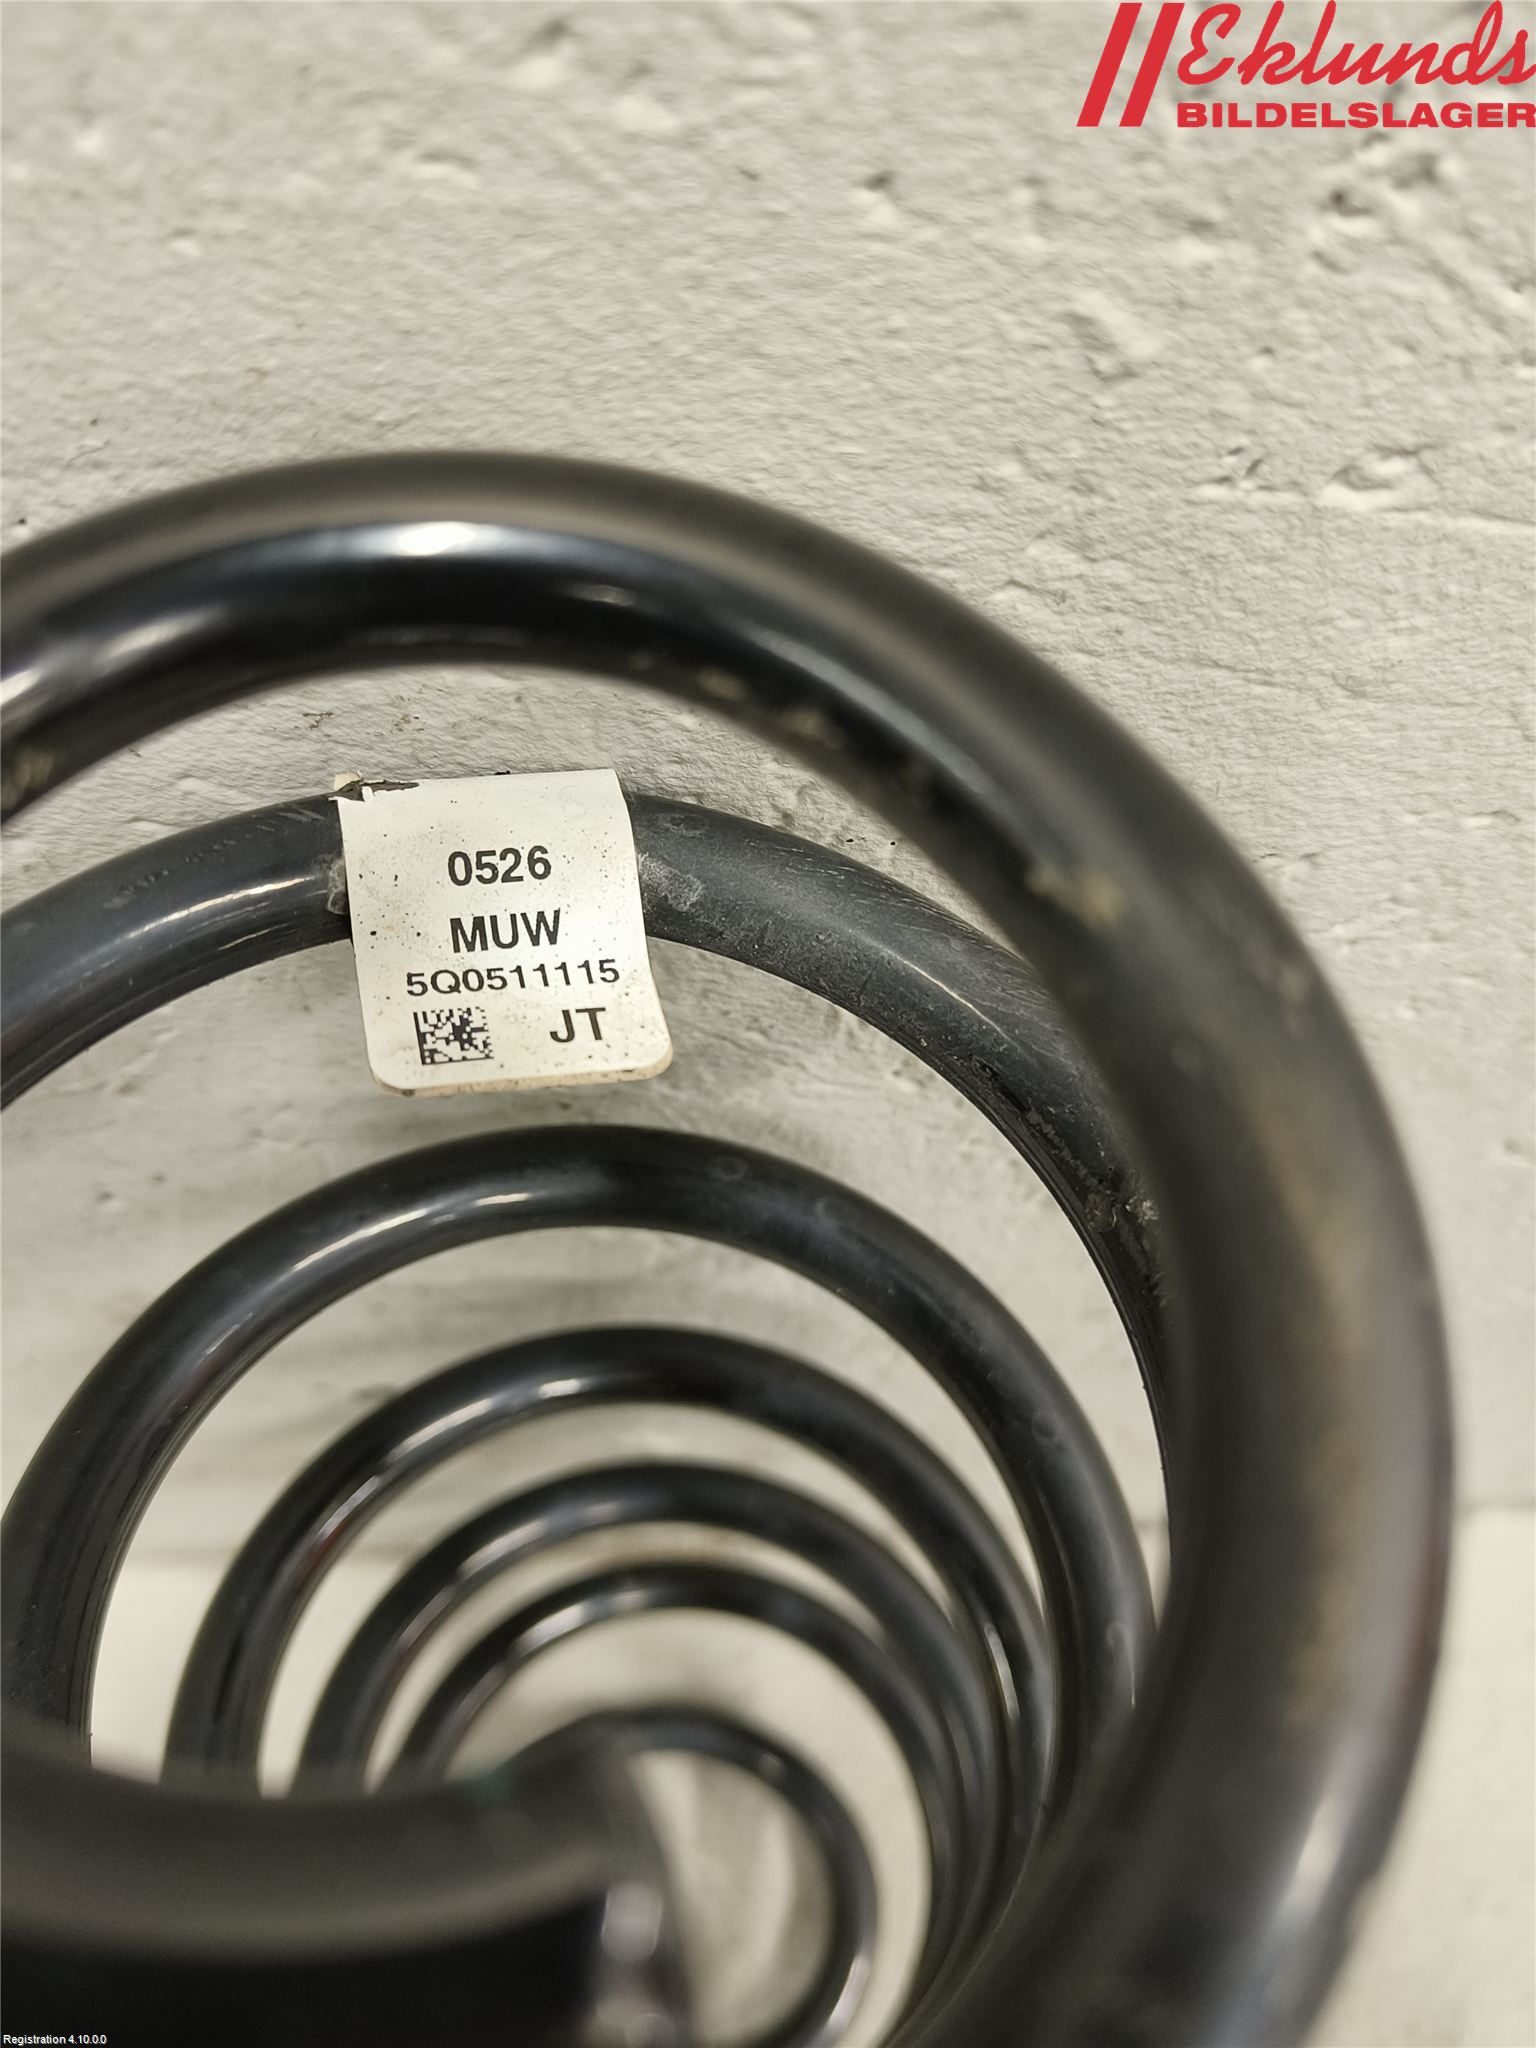 Eklunds
BILDELSLAGER
0526
MUW
5Q0511115
JT
Registration 4.10.0.0